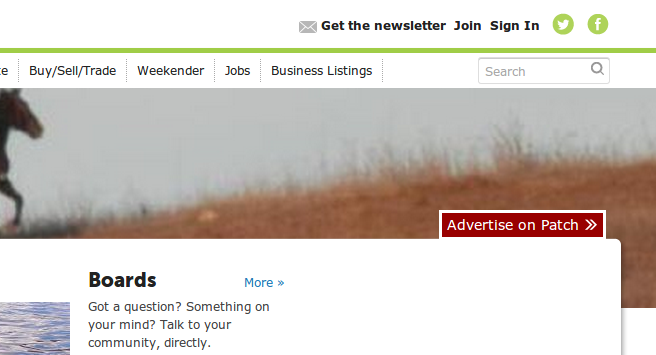 Get the newsletter Join Sign In
Buy/Sell/Trade Weekender Jobs Business Listings Search
Advertise on Patch »
Boards More »
Got a question? Something on
your mind? Talk to your
community, directly.